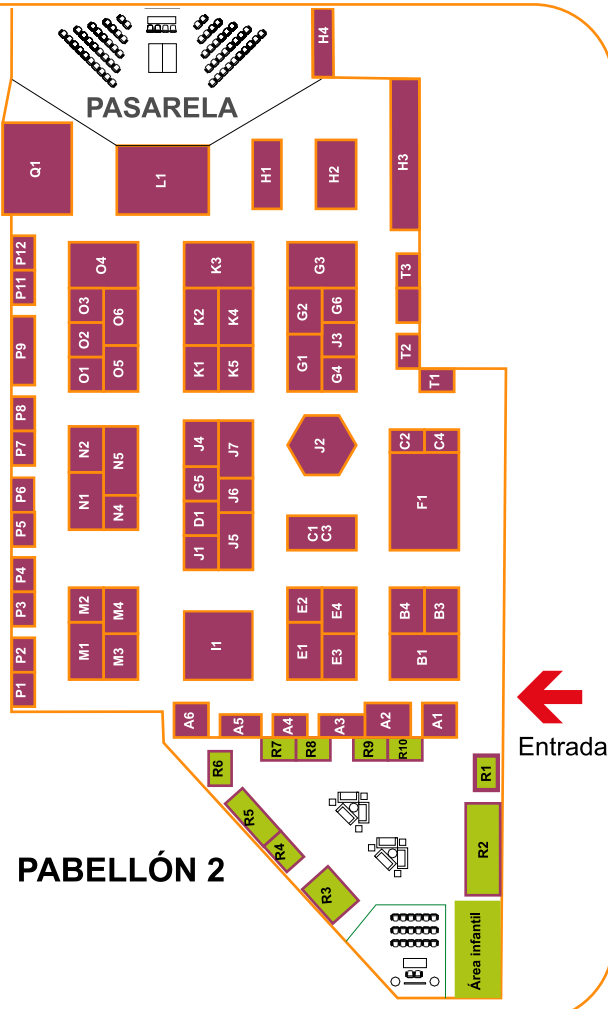 H4
PASARELA
Q1
L1
H1
H2
H3
P12
P11
O4
K3
G3
T3
O3
O6
K2
K4
G2
G6
P9
O2
J3
T2
O1
O5
K1
K5
G1
G4
T1
P8
P7
N2
N5
J4
J7
J2
C2
C4
P6
N1
G5
J6
F1
P5
N4
D1
J5
C1
C3
J1
P4
P3
M2
M4
I1
E2
E4
B4
B3
P2
M1
M3
E1
E3
B1
P1
A6
A5
A4
A3
A2
A1
Entrada
R7
R8
R9
R10
R6
R1
R5
R4
R2
PABELLÓN 2
R3
Área infantil